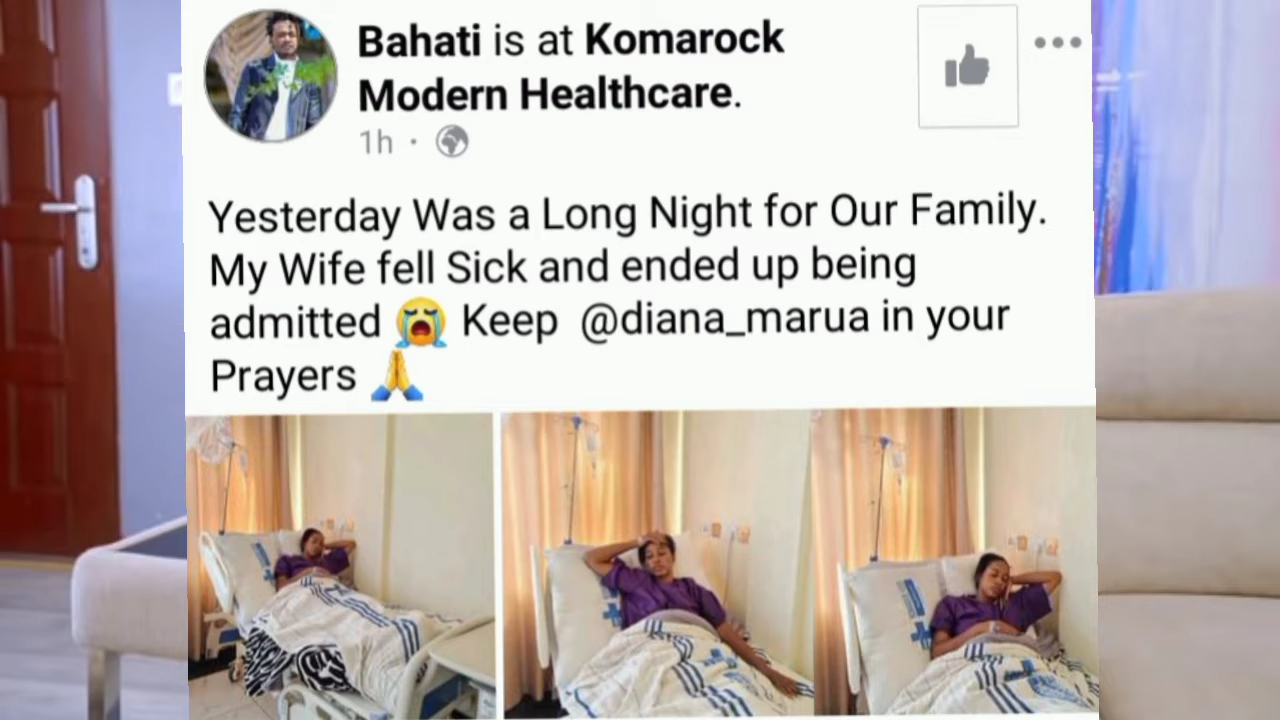 Bahati is at Komarock
Modern Healthcare.
1h ·
Yesterday Was a Long Night for Our Family.
My Wife fell Sick and ended up being
admitted 😭 Keep @diana_marua in your
Prayers 🙏